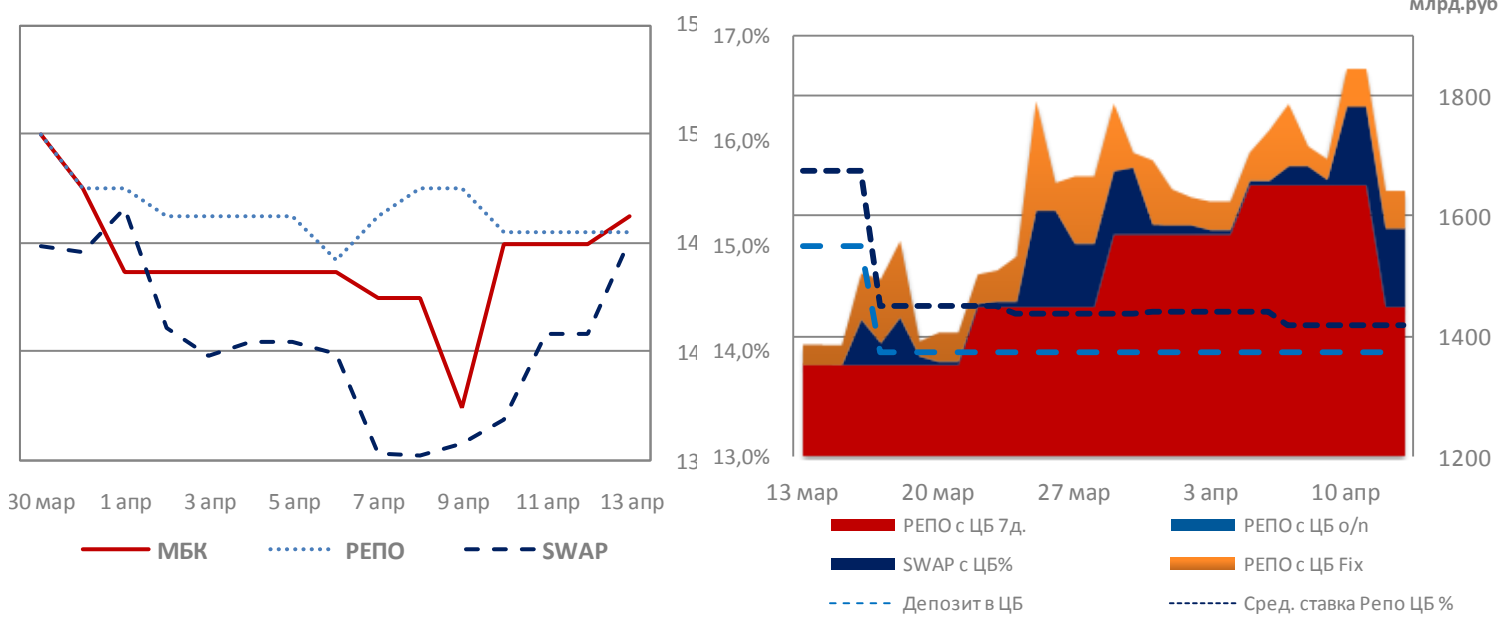 млрд.руб
15
15
14
14
13
30 мар 1 апр 3 апр 5 апр 7 апр 9 апр 11 апр 13 апр
МБК РЕПО SWAP
17,0%
16,0%
15,0%
14,0%
13,0%
1800
1600
1400
1200
13 мар 20 мар 27 мар 3 апр 10 апр
РЕПО с ЦБ 7д. РЕПО с ЦБ o/n
SWAP с ЦБ% РЕПО с ЦБ Fix
Депозит в ЦБ Сред. ставка Репо ЦБ %